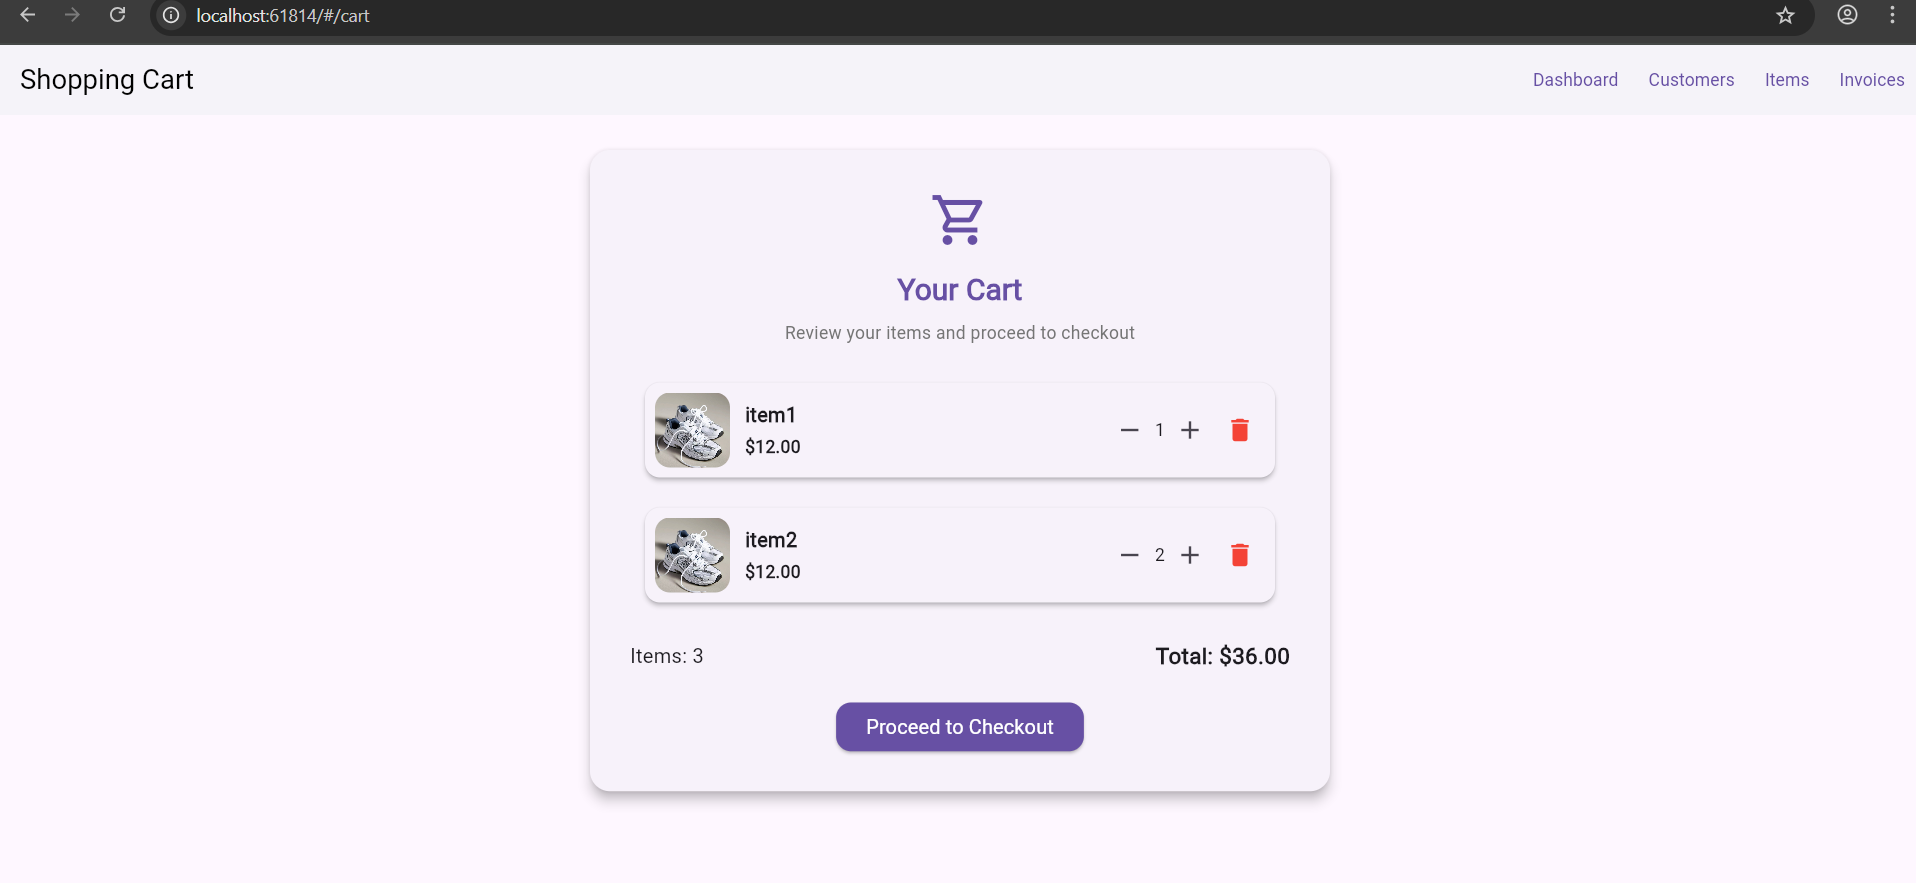 localhost:61814/#/cart
Shopping Cart
Dashboard Customers Items Invoices
Your Cart
Review your items and proceed to checkout
item1
$12.00
1
item2
$12.00
2
Items: 3
Total: $36.00
Proceed to Checkout